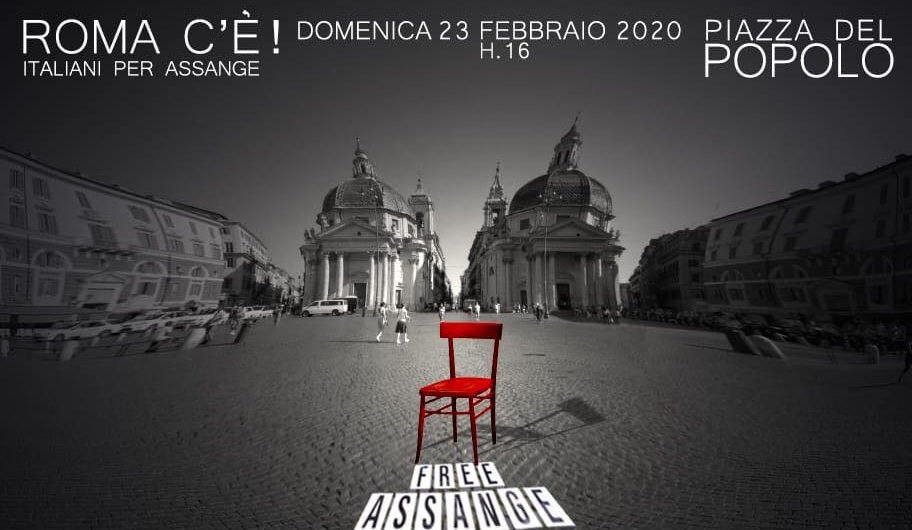 ROMA C'È!
ITALIANI PER ASSANGE
DOMENICA 23 FEBBRAIO 2020
H.16
PIAZZA DEL
POPOLO
FREE
ASSANGE